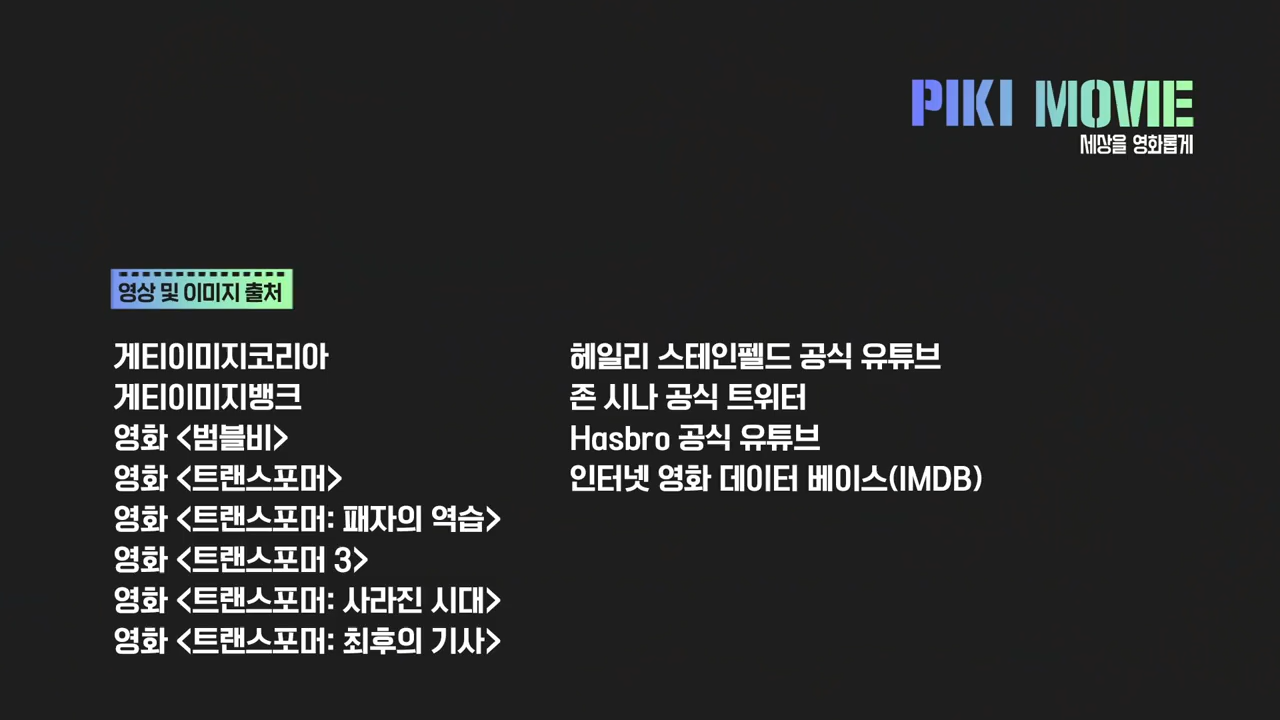 PIKI MOVIE
세상을 영화롭게
영상 및 이미지 출처
게티이미지코리아
게티이미지뱅크
영화 <범블비>
영화 <트랜스포머>
영화 <트랜스포머: 패자의 역습>
영화 <트랜스포머 3>
영화 <트랜스포머: 사라진 시대>
영화 <트랜스포머: 최후의 기사>
헤일리 스테인펠드 공식 유튜브
존 시나 공식 트위터
Hasbro 공식 유튜브
인터넷 영화 데이터 베이스(IMDB)